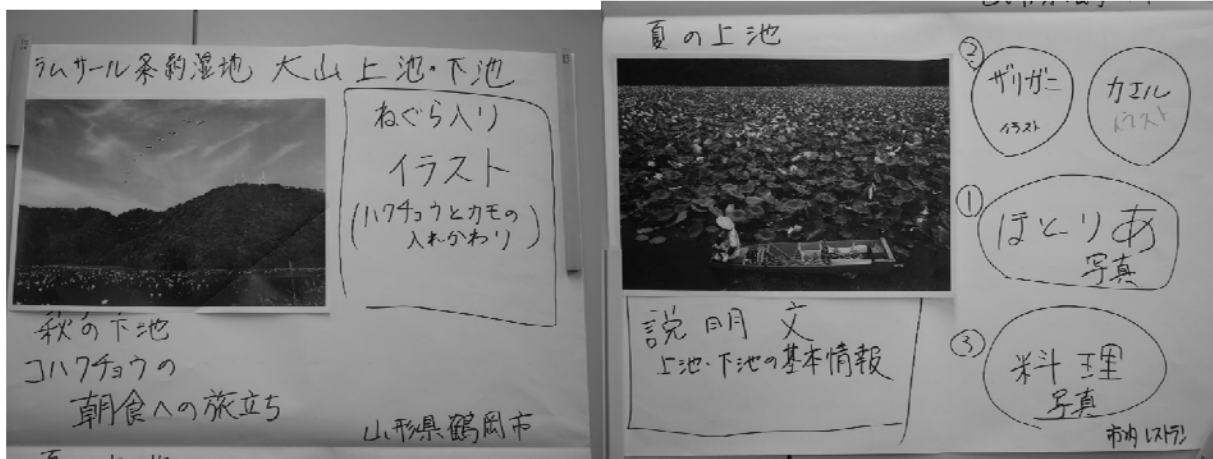 ラムサール条約湿地 大山上池・下池
ねぐら入り
イラスト
(ハクチョウとカモの
入れかわり)
秋の下池
コハクチョウの
朝食への旅立ち
山形県鶴岡市
夏の上池
②
ザリガニ
イラスト
カエル
イラスト
①
ほとりあ
写真
説明文
上池・下池の基本情報
③
料理
写真
市内レストラン